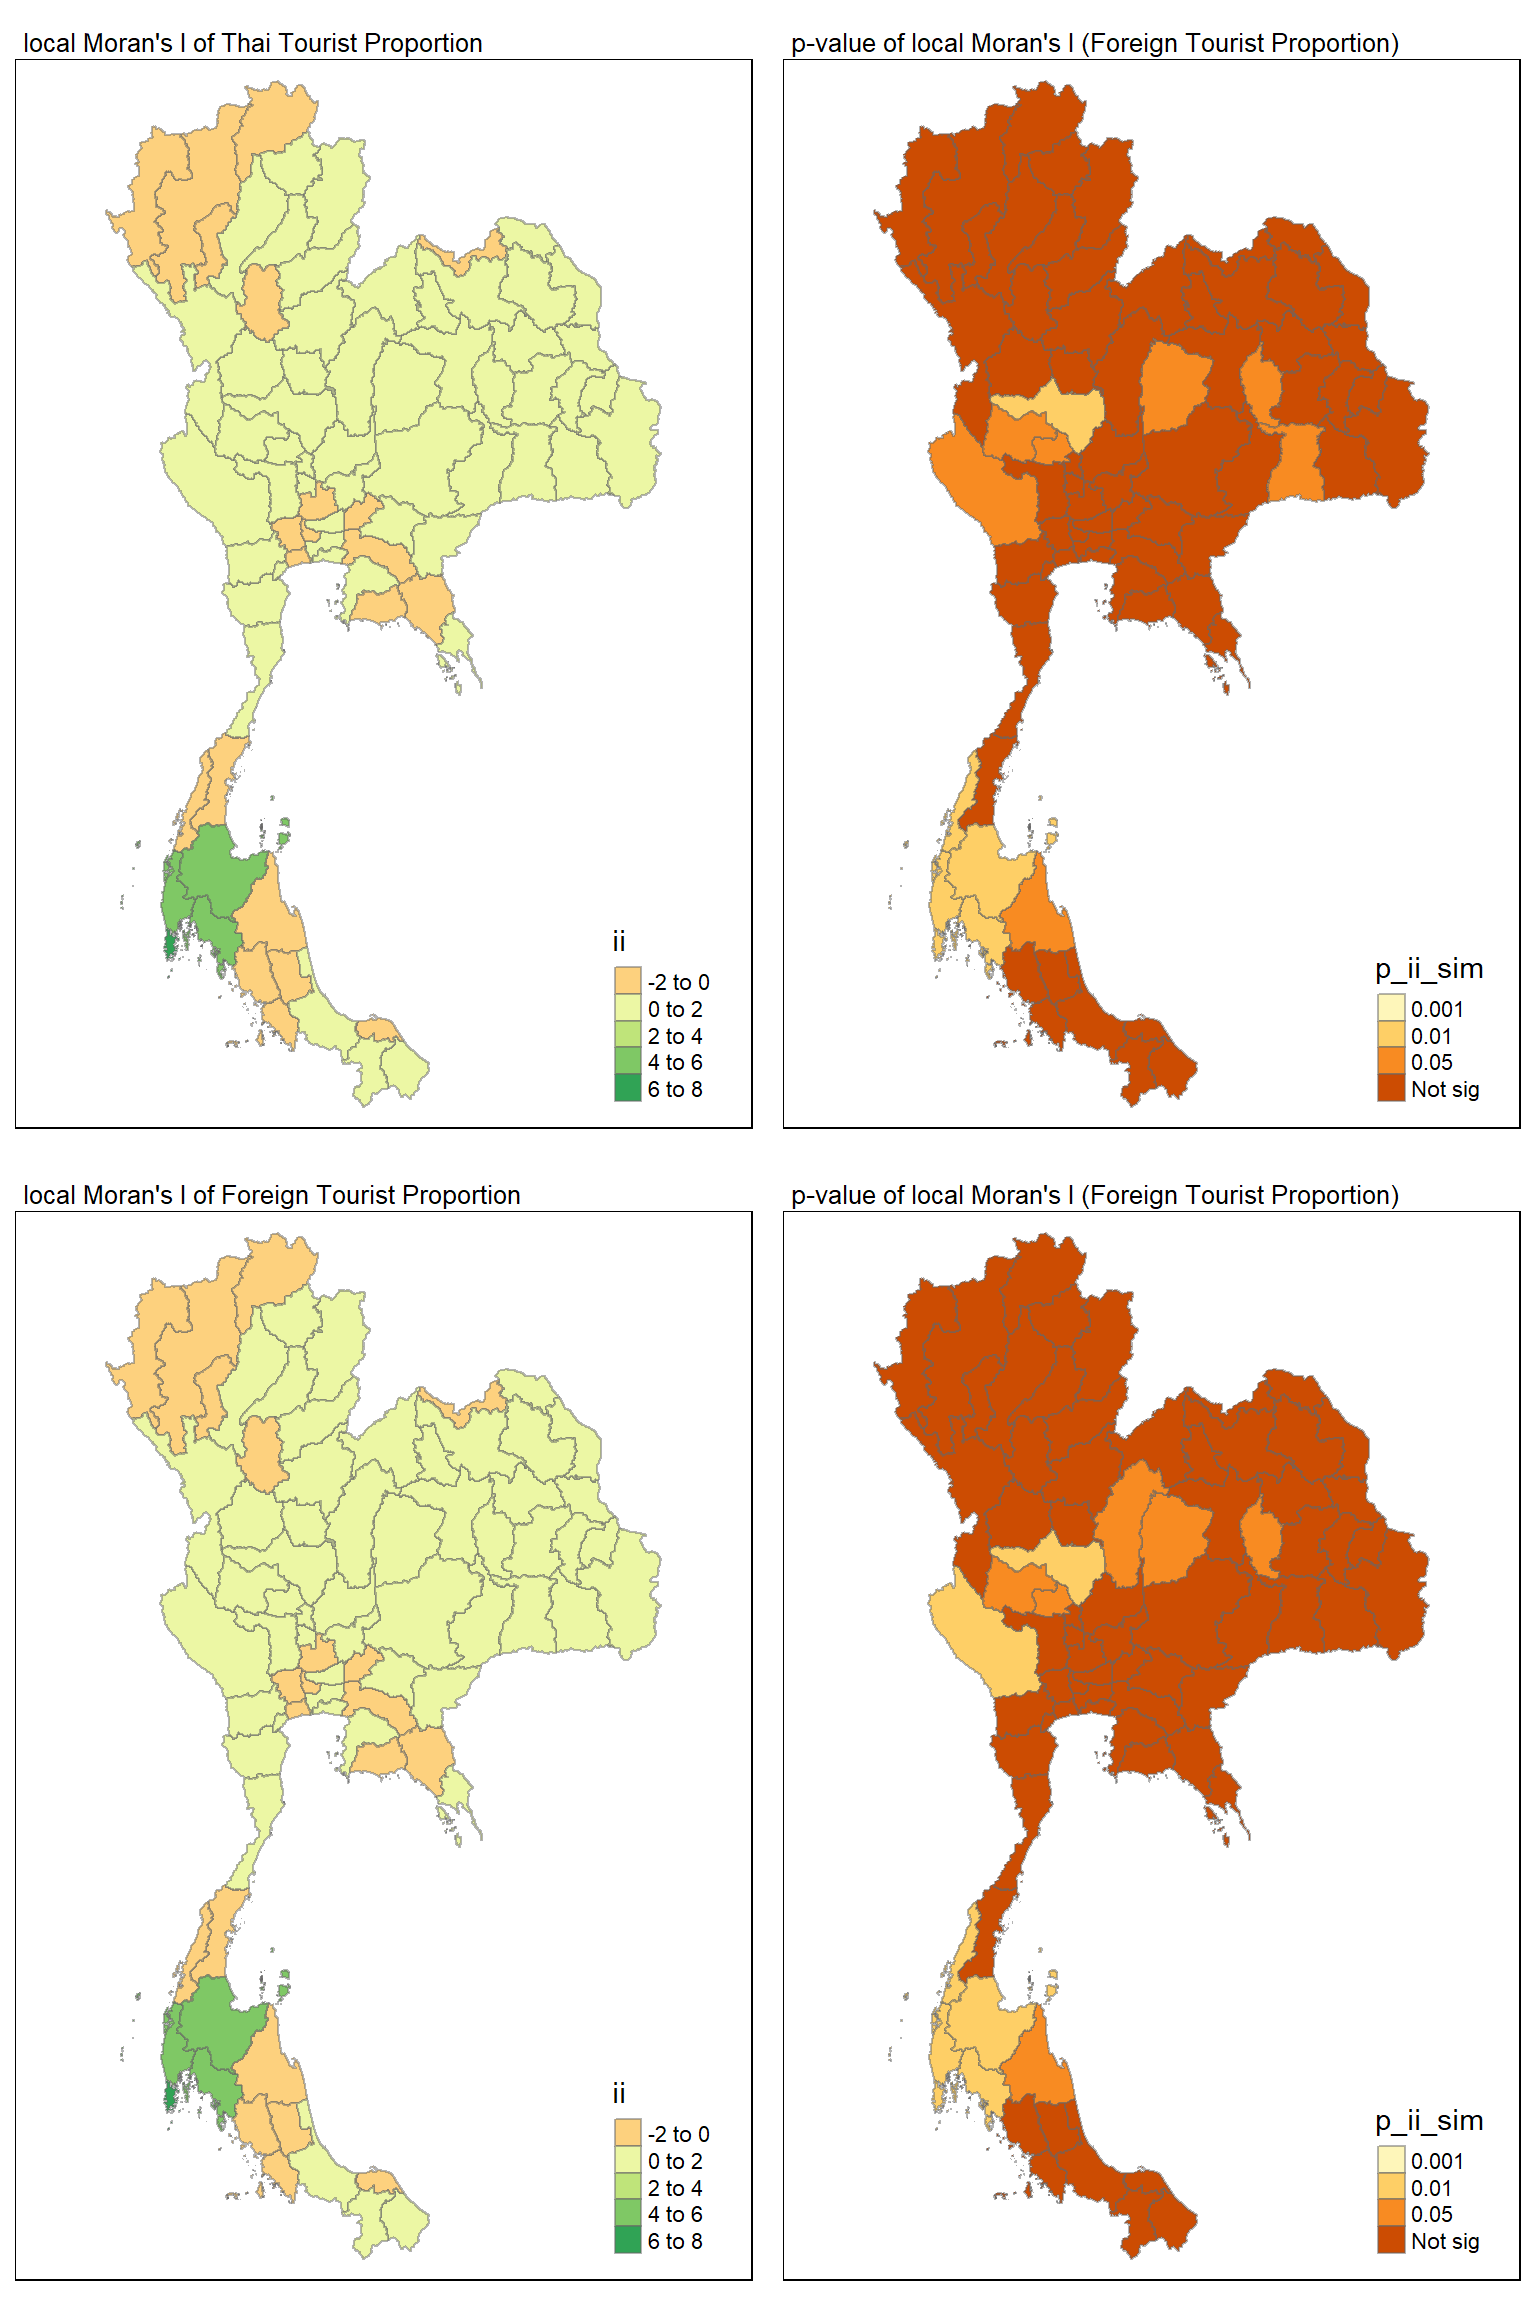 local Moran's I of Thai Tourist Proportion
ii
-2 to 0
0 to 2
2 to 4
4 to 6
6 to 8
p-value of local Moran's I (Foreign Tourist Proportion)
p_ii_sim
0.001
0.01
0.05
Not sig
local Moran's I of Foreign Tourist Proportion
ii
-2 to 0
0 to 2
2 to 4
4 to 6
6 to 8
p-value of local Moran's I (Foreign Tourist Proportion)
p_ii_sim
0.001
0.01
0.05
Not sig